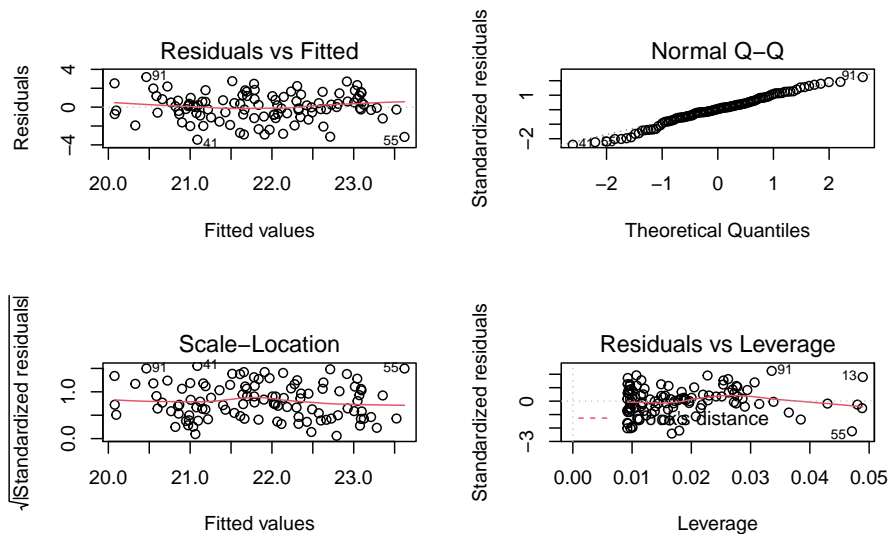 Residuals vs Fitted
Residuals
4
0
−4
91
41
55
20.0 21.0 22.0 23.0
Fitted values
Normal Q−Q
Standardized residuals
1
−2
91
41
−2 −1 0 1 2
Theoretical Quantiles
Scale−Location
√|Standardized residuals|
1.0
0.0
91
41
55
20.0 21.0 22.0 23.0
Fitted values
Residuals vs Leverage
Standardized residuals
0
−3
91
13
55
Cook's distance
0.00 0.01 0.02 0.03 0.04 0.05
Leverage